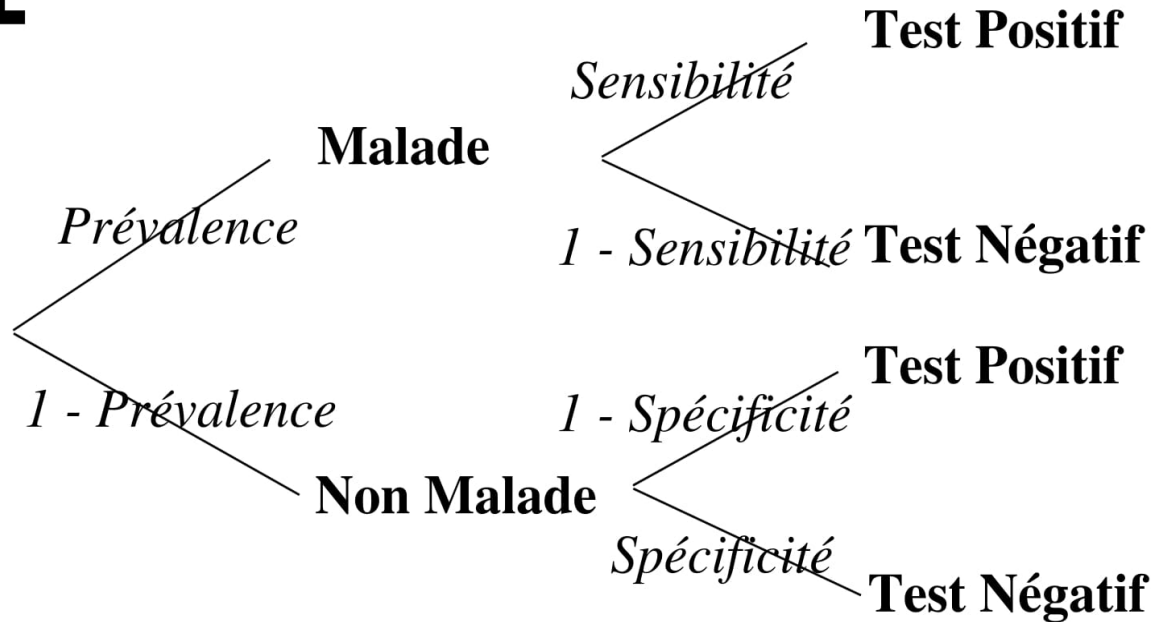 Test Positif
Sensibilité
Malade
Prévalence
1 - Sensibilité Test Négatif
Test Positif
1 - Prévalence
1 - Spécificité
Non Malade
Spécificité
Test Négatif